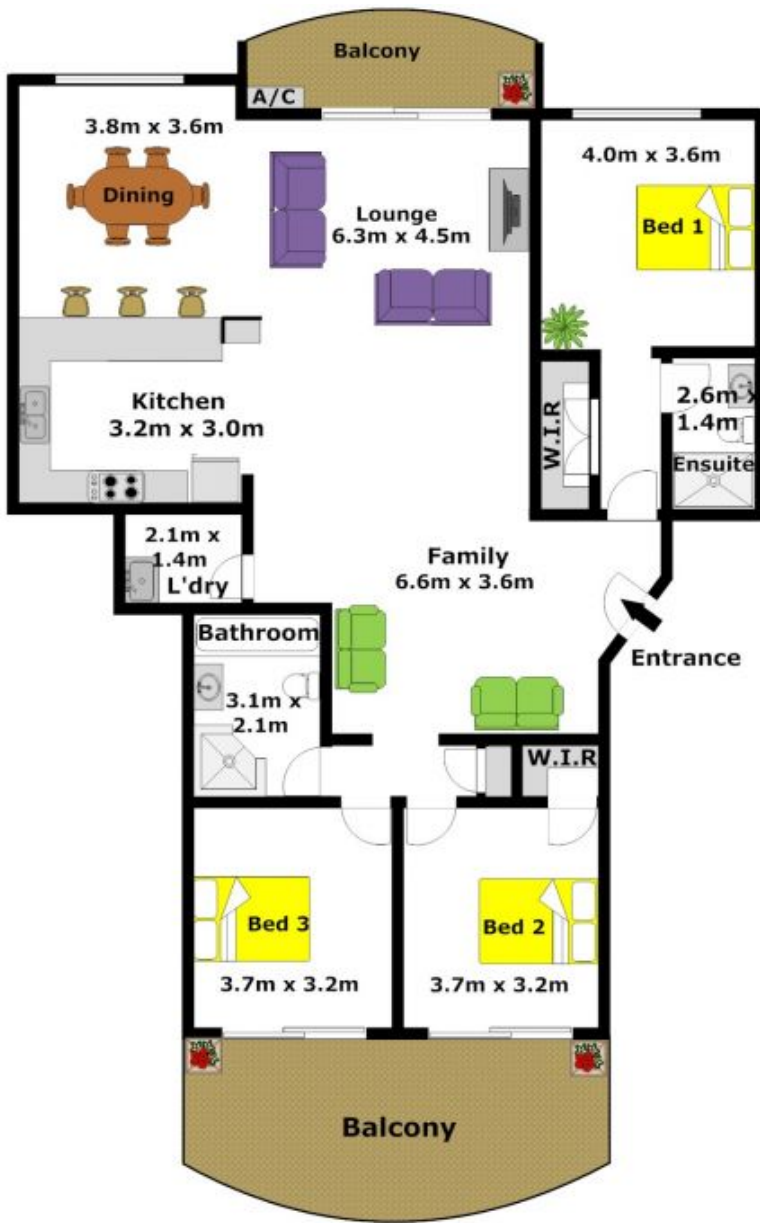 Balcony
A/C
3.8m x 3.6m
Dining
Lounge
6.3m x 4.5m
4.0m x 3.6m
Bed 1
Kitchen
3.2m x 3.0m
W.I.R
2.6m x
1.4m
Ensuite
2.1m x
1.4m
L'dry
Family
6.6m x 3.6m
Entrance
Bathroom
3.1m x
2.1m
W.I.R
Bed 3
3.7m x 3.2m
Bed 2
3.7m x 3.2m
Balcony